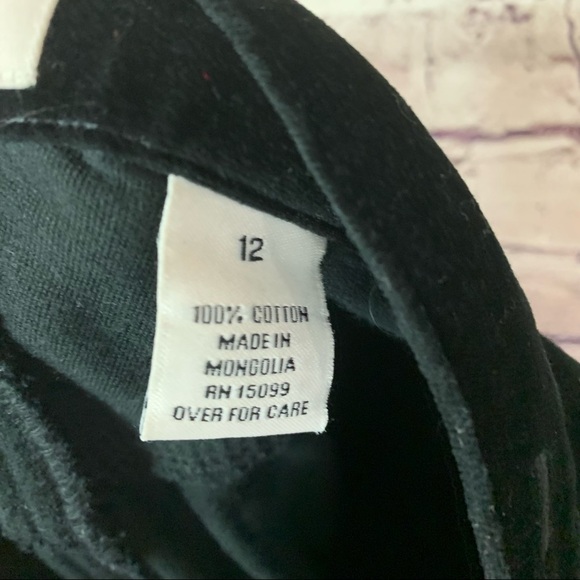 12
100% COTTON
MADE IN
MONGOLIA
RN 15099
OVER FOR CARE